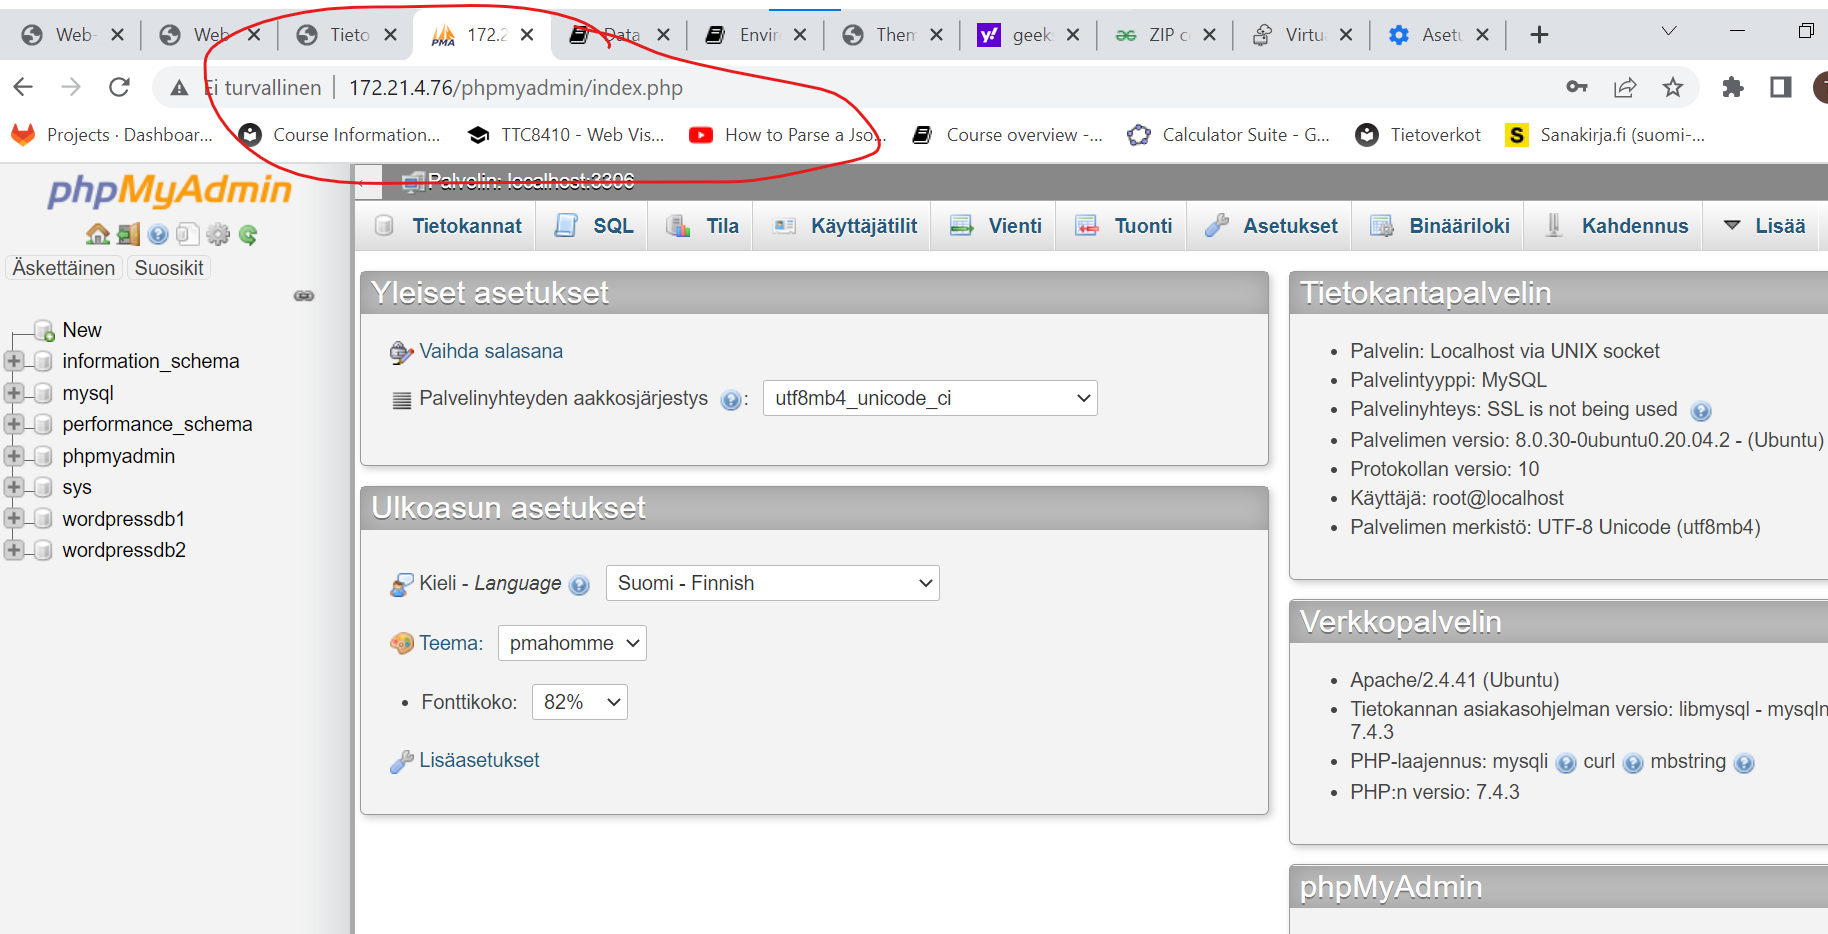 Web- Web Tieto 172.2 Data Envir Them geeks ZIP c Virtu Asetu
Ei turvallinen 172.21.4.76/phpmyadmin/index.php
Projects · Dashboar... Course Information... TTC8410 - Web Vis... How to Parse a Jso... Course overview -... Calculator Suite - G... Tietoverkot S Sanakirja.fi (suomi-...
phpMyAdmin
Äskettäinen Suosikit
New
information_schema
mysql
performance_schema
phpmyadmin
sys
wordpressdb1
wordpressdb2
Palvelin: localhost:3306
Tietokannat SQL Tila Käyttäjätilit Vienti Tuonti Asetukset Binääriloki Kahdennus Lisää
Yleiset asetukset
Vaihda salasana
Palvelinyhteyden aakkosjärjestys : utf8mb4_unicode_ci
Ulkoasun asetukset
Kieli - Language Suomi - Finnish
Teema: pmahomme
• Fonttikoko: 82%
Lisäasetukset
Tietokantapalvelin
• Palvelin: Localhost via UNIX socket
• Palvelintyyppi: MySQL
• Palvelinyhteys: SSL is not being used
• Palvelimen versio: 8.0.30-0ubuntu0.20.04.2 - (Ubuntu)
• Protokollan versio: 10
• Käyttäjä: root@localhost
• Palvelimen merkistö: UTF-8 Unicode (utf8mb4)
Verkkopalvelin
• Apache/2.4.41 (Ubuntu)
• Tietokannan asiakasohjelman versio: libmysql - mysqln
7.4.3
• PHP-laajennus: mysqli curl mbstring
• PHP:n versio: 7.4.3
phpMyAdmin